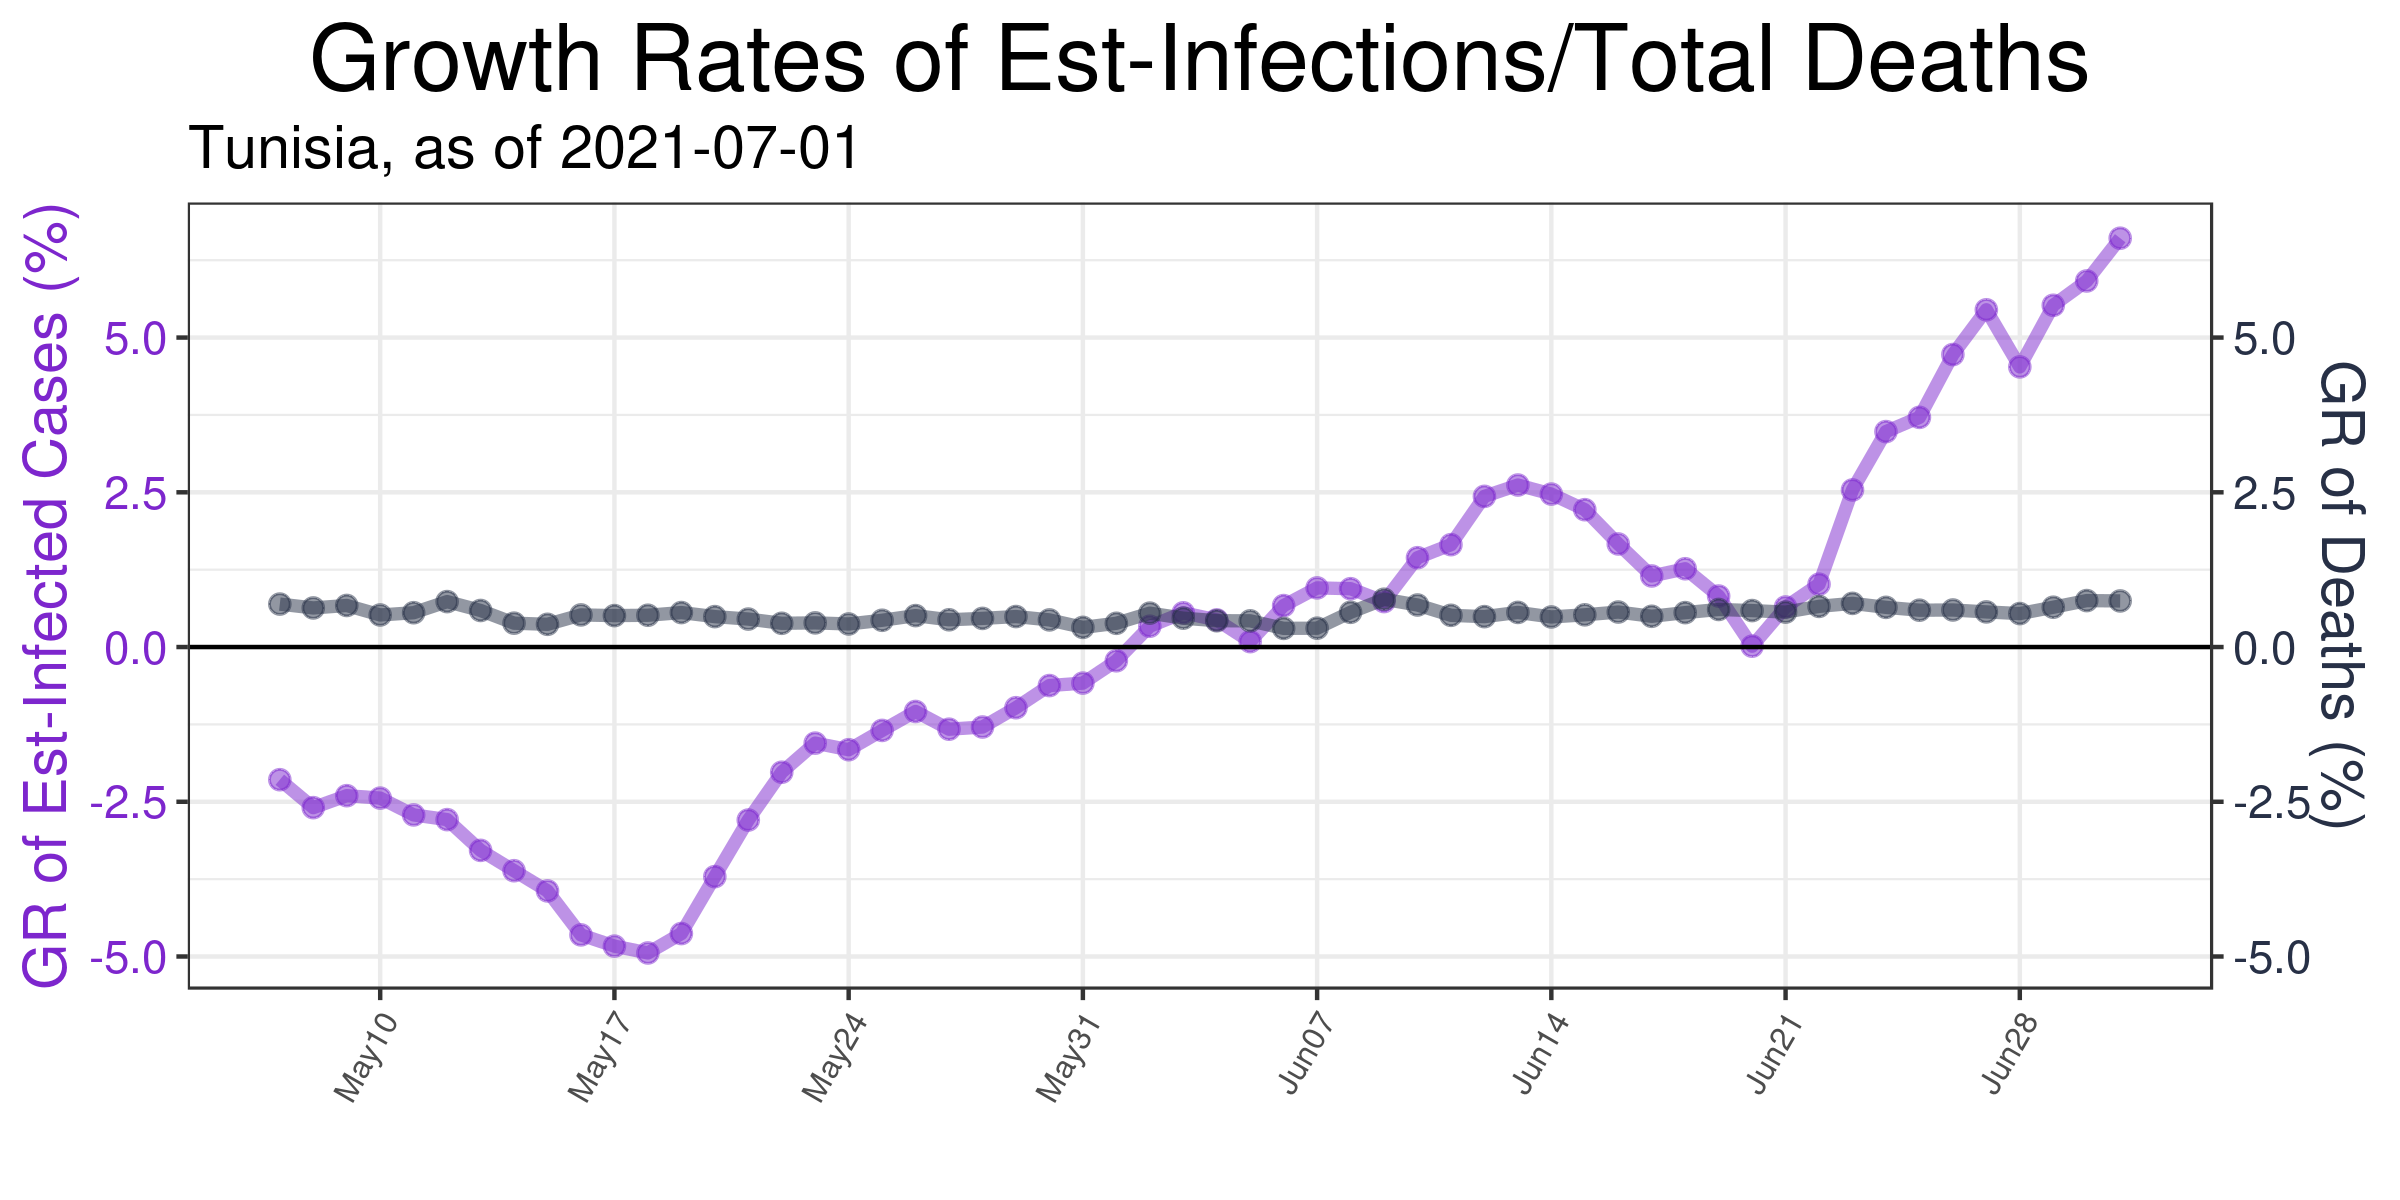 Growth Rates of Est-Infections/Total Deaths
Tunisia, as of 2021-07-01
GR of Est-Infected Cases (%)
5.0
2.5
0.0
-2.5
-5.0
5.0
2.5
0.0
-2.5
-5.0
GR of Deaths (%)
May10
May17
May24
May31
Jun07
Jun14
Jun21
Jun28